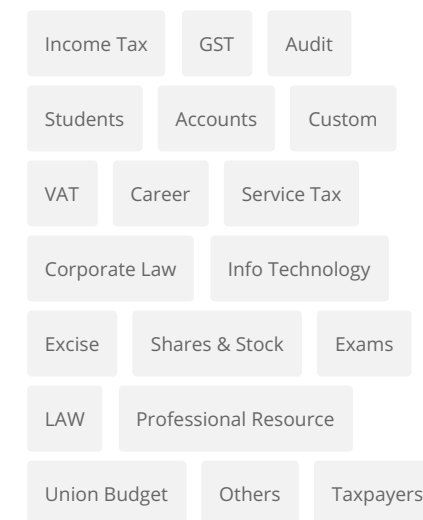 Income Tax GST Audit
Students Accounts Custom
VAT Career Service Tax
Corporate Law Info Technology
Excise Shares & Stock Exams
LAW Professional Resource
Union Budget Others Taxpayers